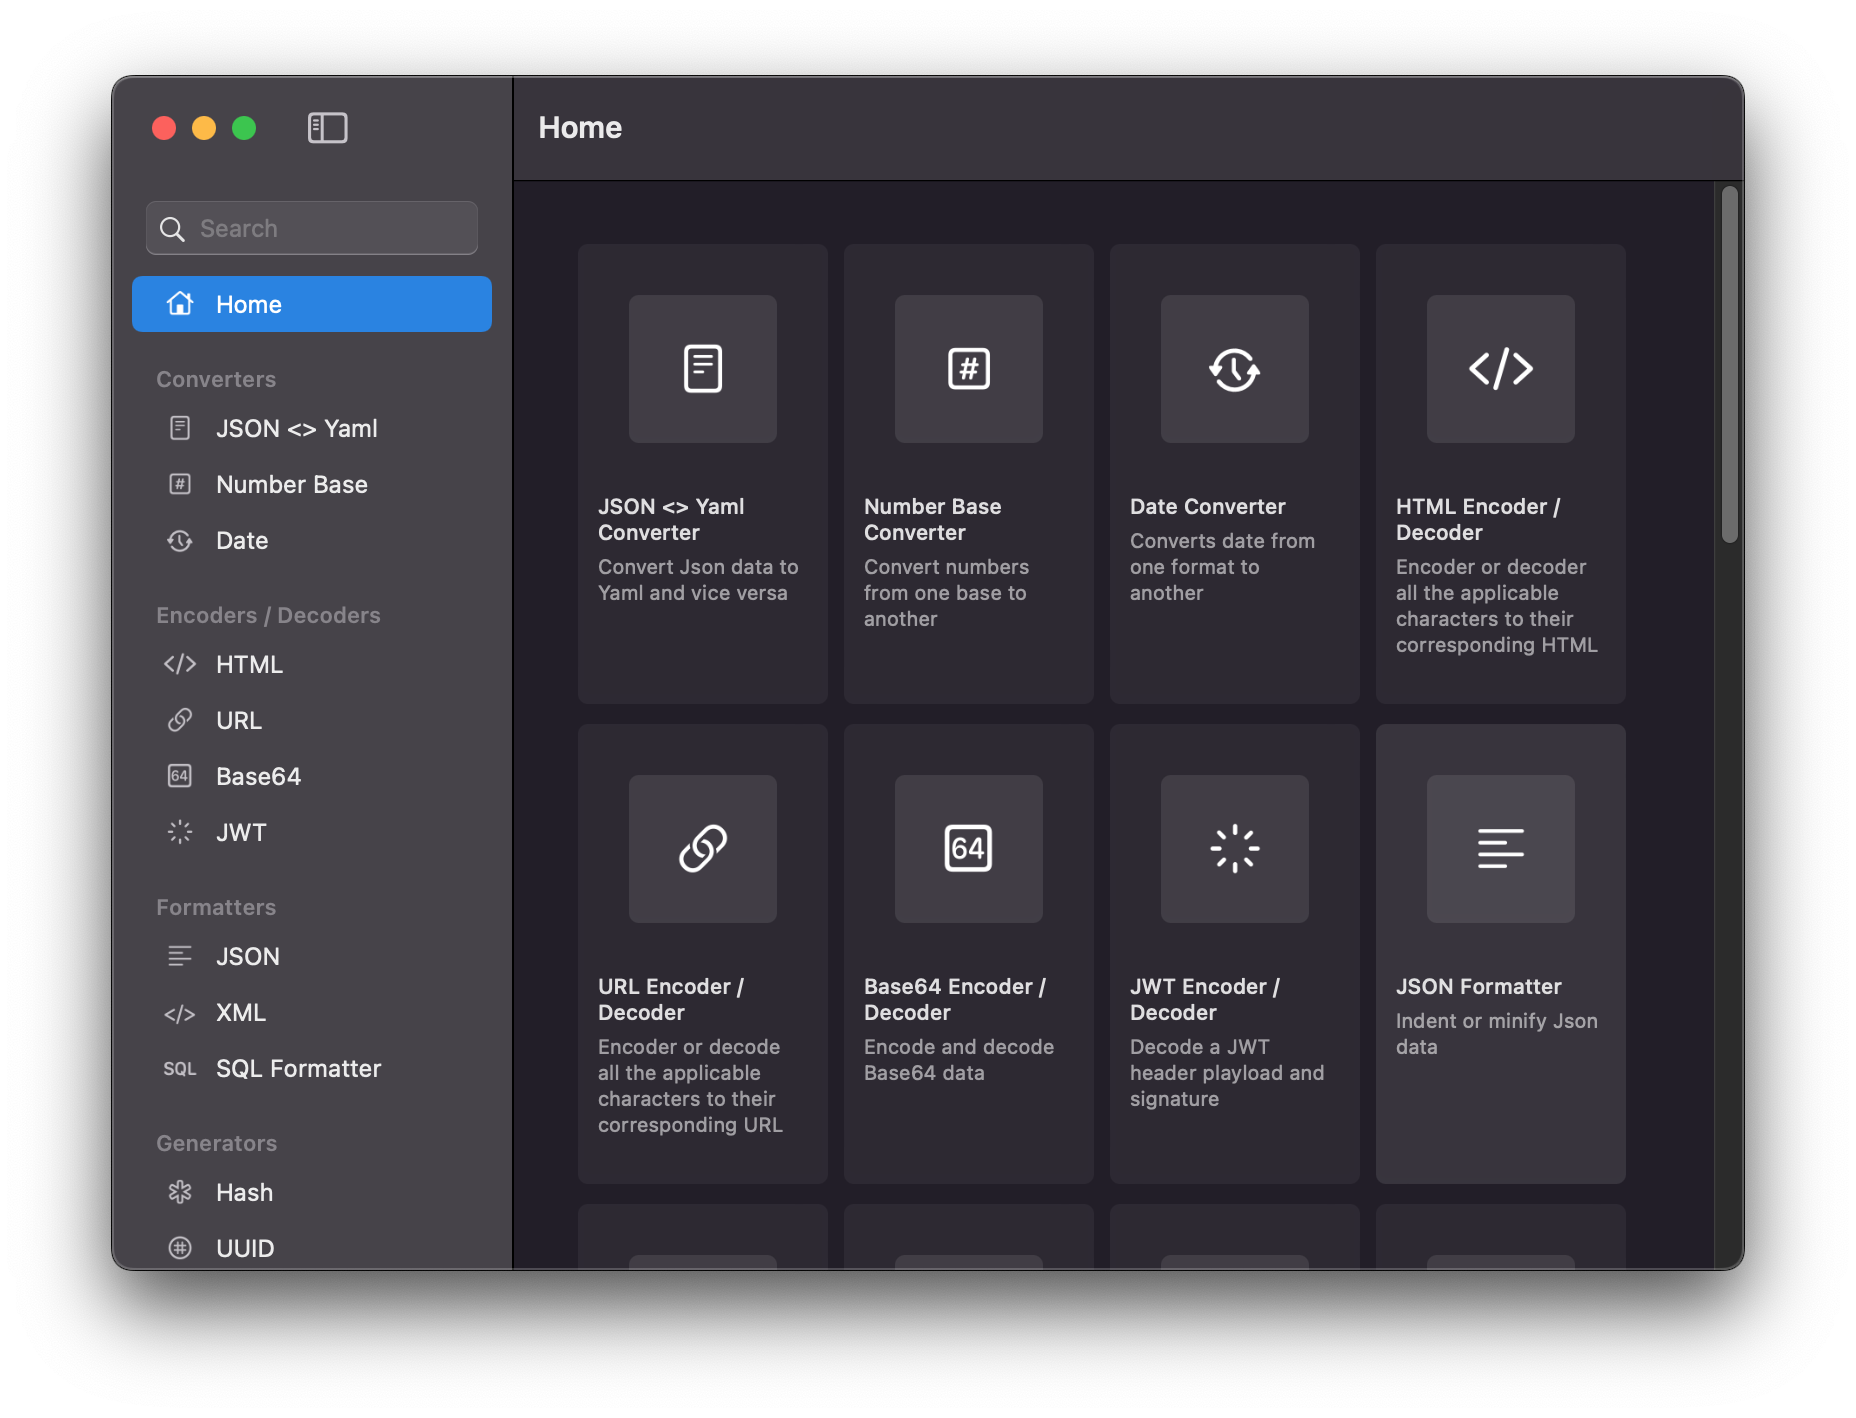 Home
Search
Home
Converters
JSON <> Yaml
# Number Base
Date
Encoders / Decoders
</> HTML
URL
64 Base64
JWT
Formatters
JSON
</> XML
SQL SQL Formatter
Generators
Hash
# UUID
#
</>
JSON <> Yaml
Converter
Convert Json data to
Yaml and vice versa
Number Base
Converter
Convert numbers
from one base to
another
Date Converter
Converts date from
one format to
another
HTML Encoder /
Decoder
Encoder or decoder
all the applicable
characters to their
corresponding HTML
64
URL Encoder /
Decoder
Encoder or decode
all the applicable
characters to their
corresponding URL
Base64 Encoder /
Decoder
Encode and decode
Base64 data
JWT Encoder /
Decoder
Decode a JWT
header playload and
signature
JSON Formatter
Indent or minify Json
data